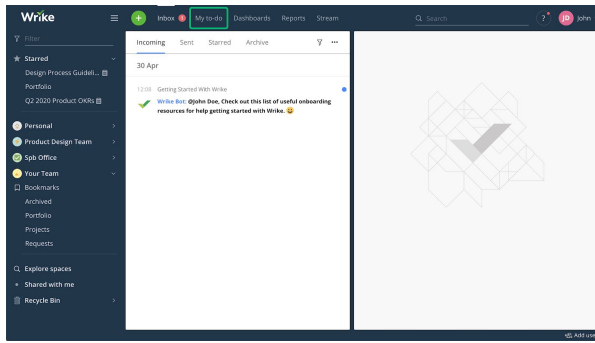 Wrike
Inbox 1 My to-do Dashboards Reports Stream
Search
? JD John
Filter
Starred
Design Process Guideli...
Portfolio
Q2 2020 Product OKRs
Personal
Product Design Team
Spb Office
Your Team
Bookmarks
Archived
Portfolio
Projects
Requests
Explore spaces
Shared with me
Recycle Bin
Incoming Sent Starred Archive
30 Apr
12:08 Getting Started With Wrike
Wrike Bot: @John Doe, Check out this list of useful onboarding
resources for help getting started with Wrike. 😀
Add use